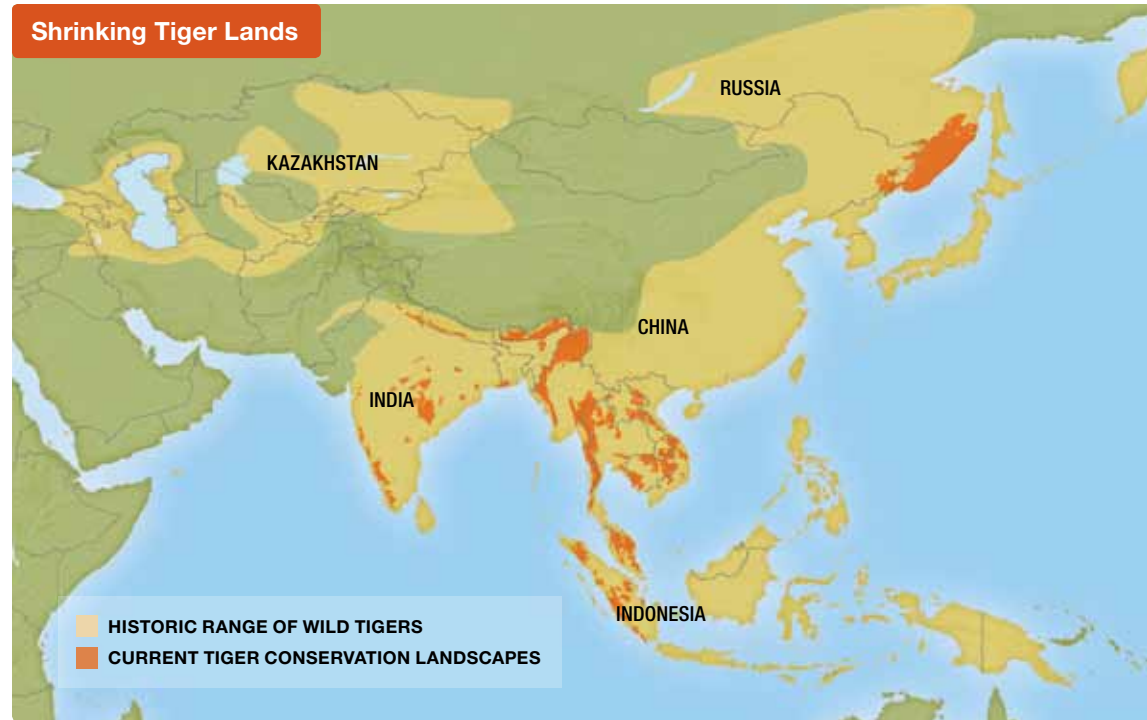 Shrinking Tiger Lands
RUSSIA
KAZAKHSTAN
CHINA
INDIA
INDONESIA
HISTORIC RANGE OF WILD TIGERS
CURRENT TIGER CONSERVATION LANDSCAPES